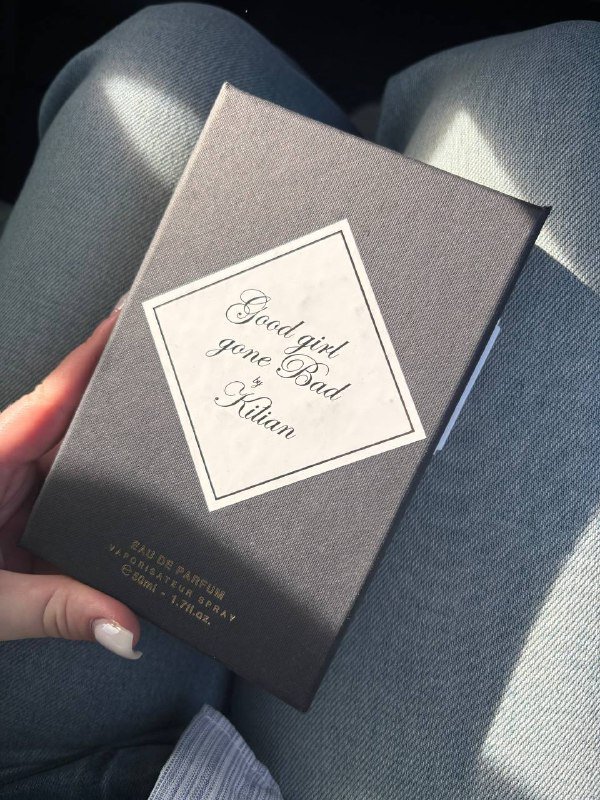 Good girl
gone Bad
by
Kilian
EAU DE PARFUM
VAPORISATEUR SPRAY
℮ 50ml - 1.7fl.oz.